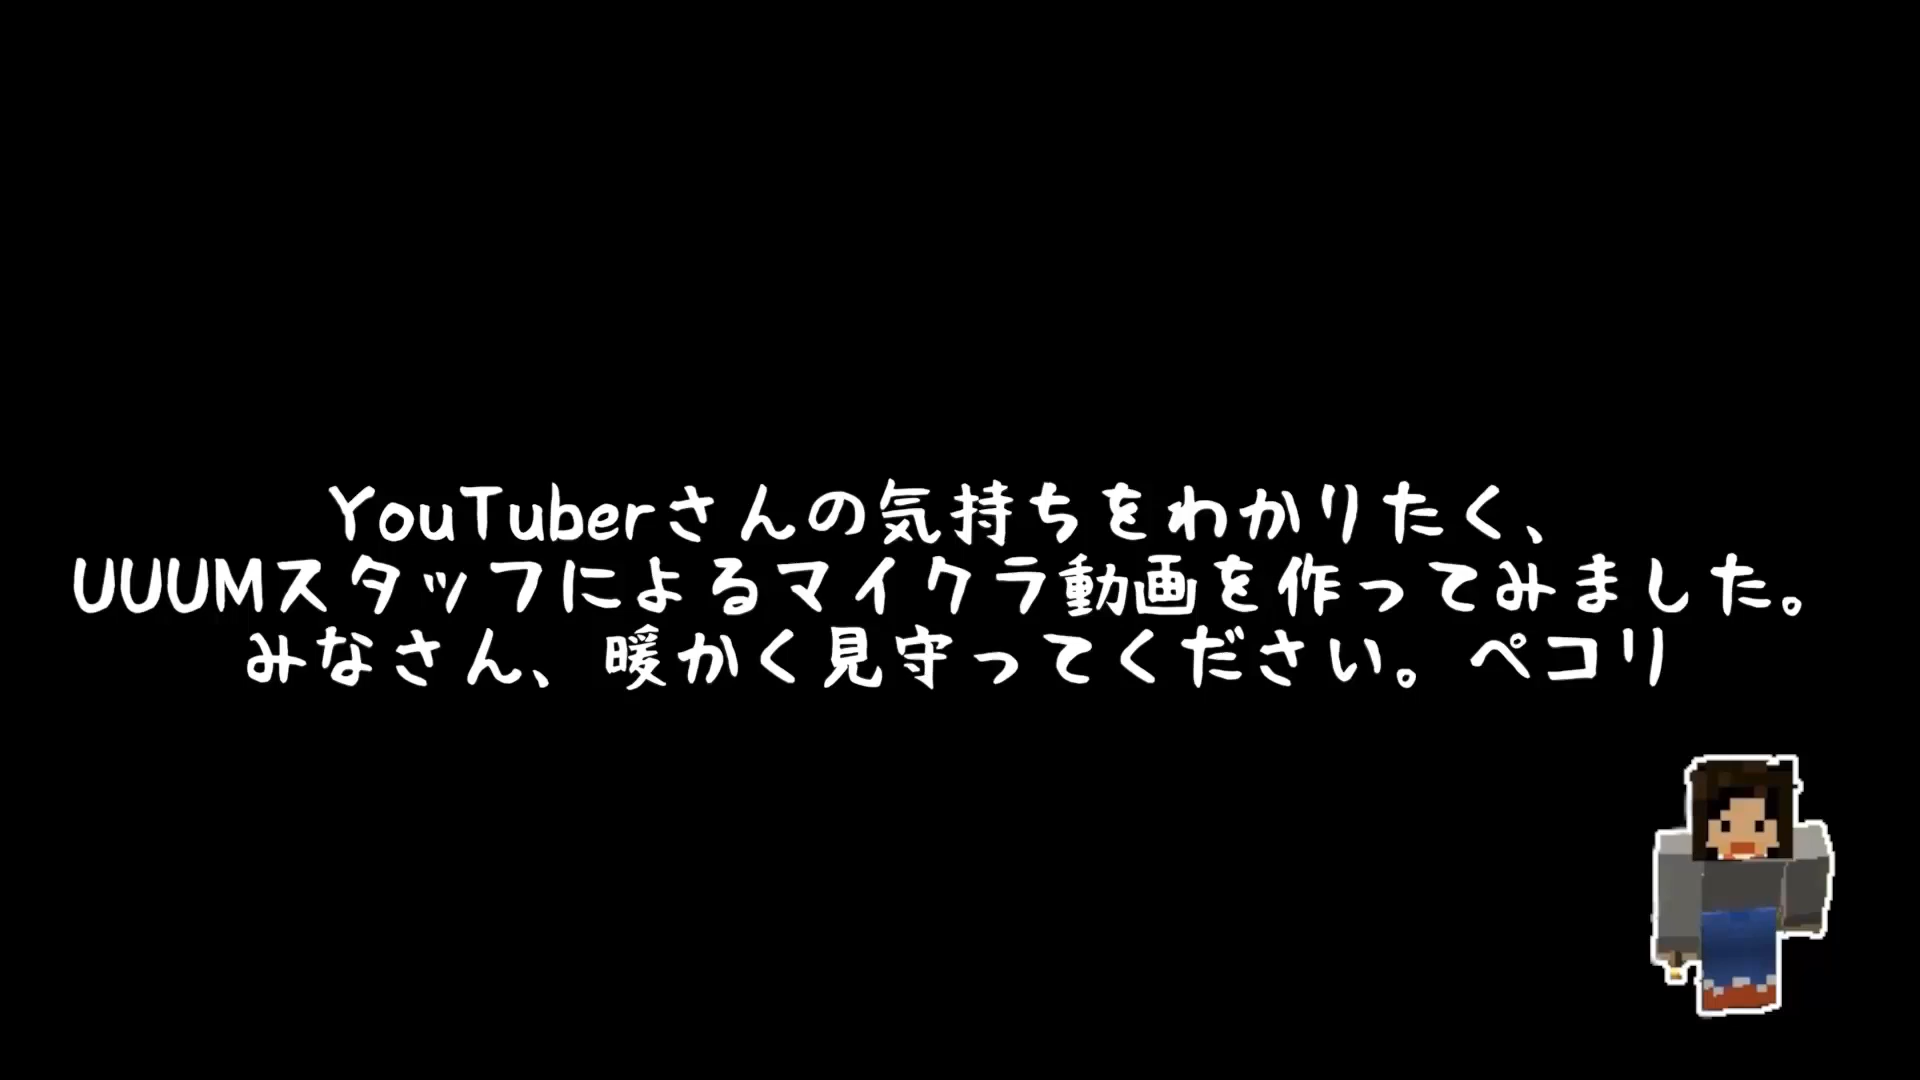 YouTuberさんの気持ちをわかりたく、
UUUMスタッフによるマイクラ動画を作ってみました。
みなさん、暖かく見守ってください。ペコリ